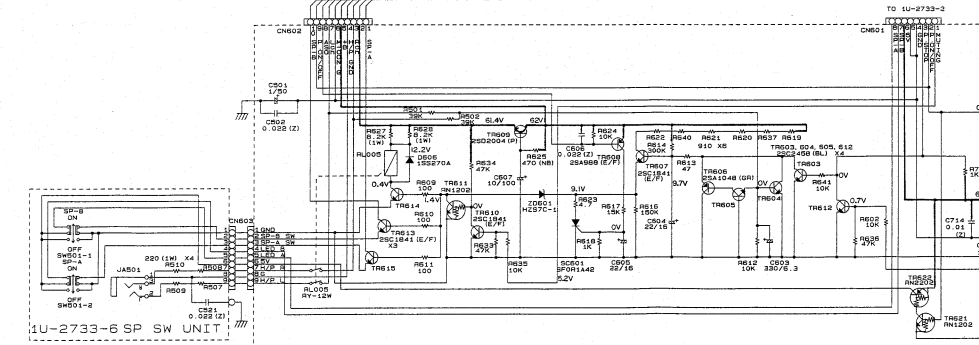 TO 1U-2733-2
CN602
CN601
C501
1/50
C502
0.022 (Z)
R501
39K
R502
39K
R627
8.2K
(1W)
R628
8.2K
(1W)
RL005
D606
1SS270A
12.2V
0.4V
TR614
R609
100
1.4V
R610
100
TR613
2SC1841 (E/F)
X3
TR615
R611
100
TR611
RN1202
R634
47K
61.4V
62V
TR609
2SD2004 (P)
R625
470 (NB)
C607
10/100
TR610
2SC1841
(E/F)
R633
47K
R635
10K
ZD601
HZS7C-1
C606
0.022 (Z)
R624
10K
TR608
2SA988 (E/F)
9.1V
R623
4.7
R617
15K
0V
R618
1K
SC601
SF0R1A42
5.2V
C605
22/16
TR607
2SC1841
(E/F)
R622
R640
R621
R620
R637
R619
910 X6
R614
300K
R613
47
R616
150K
9.7V
C604
22/16
TR606
2SA1048 (GR)
TR605
0V
TR604
TR603, 604, 605, 612
2SC2458 (BL) X4
TR603
0V
R641
10K
0.7V
TR612
R612
10K
C603
330/6.3
R602
10K
R636
47K
C714
0.01
(Z)
TR622
RN2202
TR621
RN1202
SP-B
ON
OFF
SW501-1
SP-A
ON
OFF
SW501-2
JA501
220 (1W) X4
R510
R508
R509
R507
C521
0.022 (Z)
CN603
1 GND
2 SP-B SW
3 SP-A SW
4 LED B
5 LED A
6 5V
7 H/P R
8 G
9 H/P L
RL005
RY-12W
1U-2733-6 SP SW UNIT